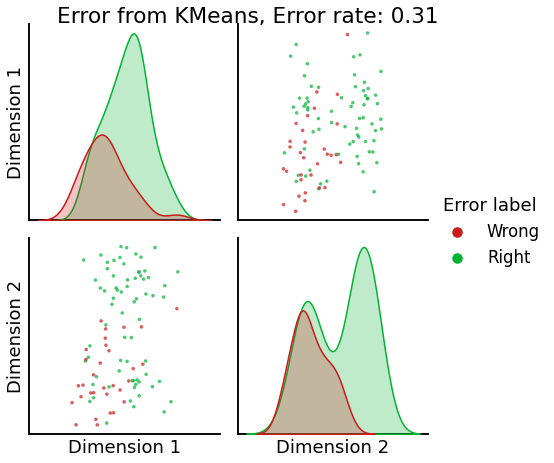 Error from KMeans, Error rate: 0.31
Dimension 1
Error label
Wrong
Right
Dimension 2
Dimension 1
Dimension 2